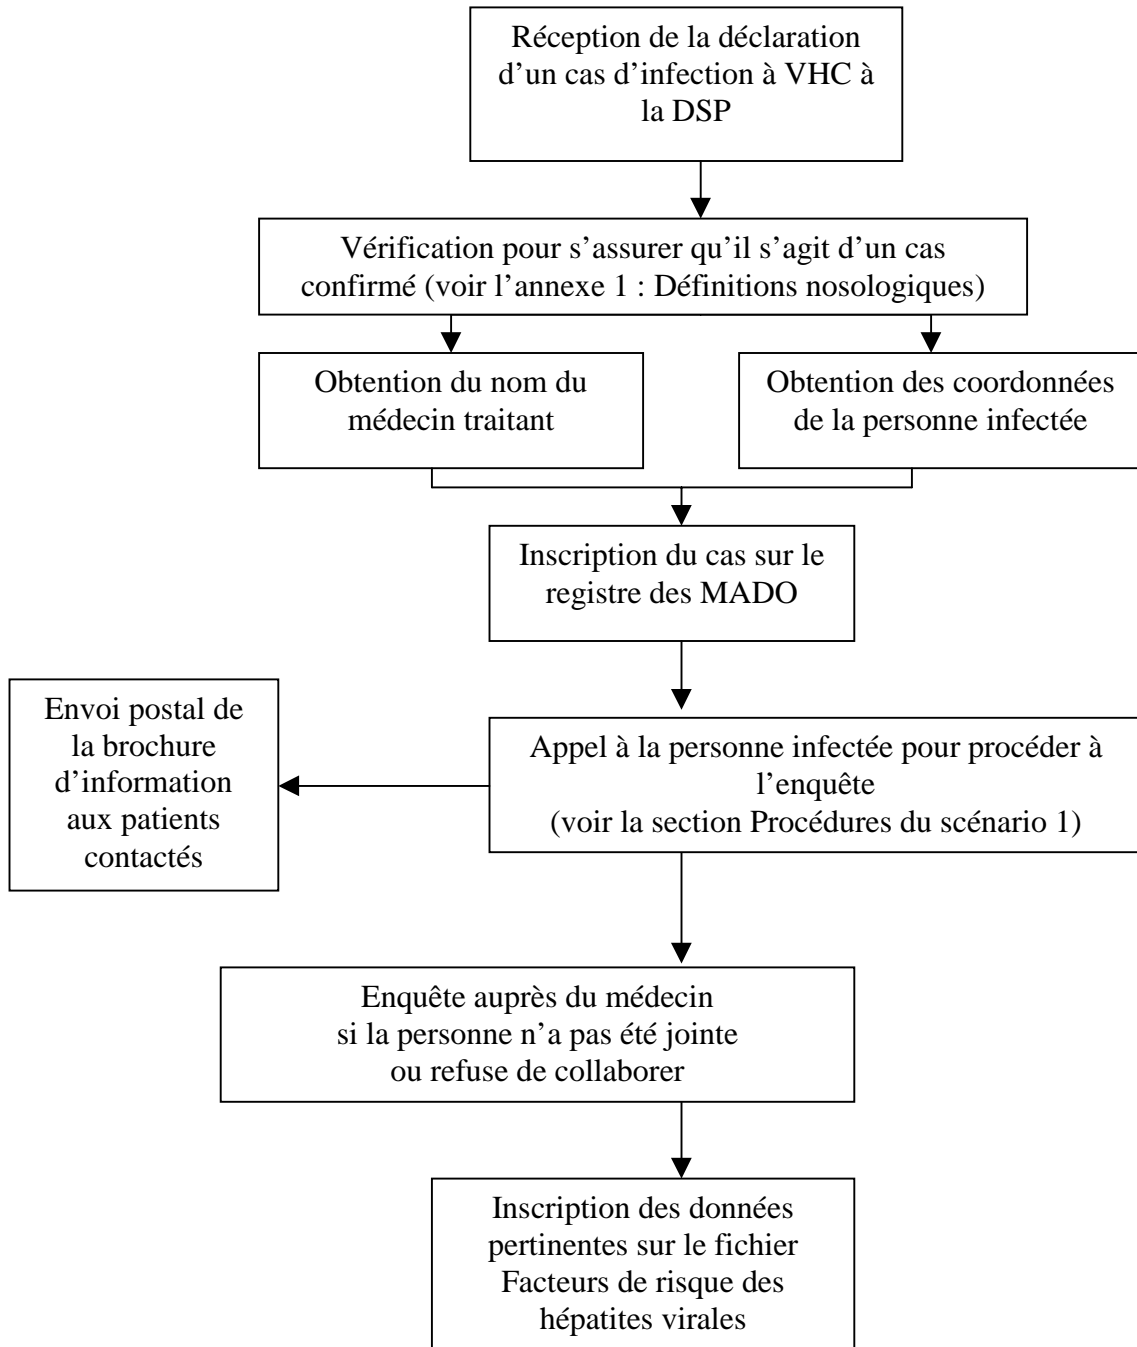 Réception de la déclaration
d'un cas d'infection à VHC à
la DSP
Vérification pour s'assurer qu'il s'agit d'un cas
confirmé (voir l'annexe 1 : Définitions nosologiques)
Obtention du nom du
médecin traitant
Obtention des coordonnées
de la personne infectée
Inscription du cas sur le
registre des MADO
Envoi postal de
la brochure
d'information
aux patients
contactés
Appel à la personne infectée pour procéder à
l'enquête
(voir la section Procédures du scénario 1)
Enquête auprès du médecin
si la personne n'a pas été jointe
ou refuse de collaborer
Inscription des données
pertinentes sur le fichier
Facteurs de risque des
hépatites virales